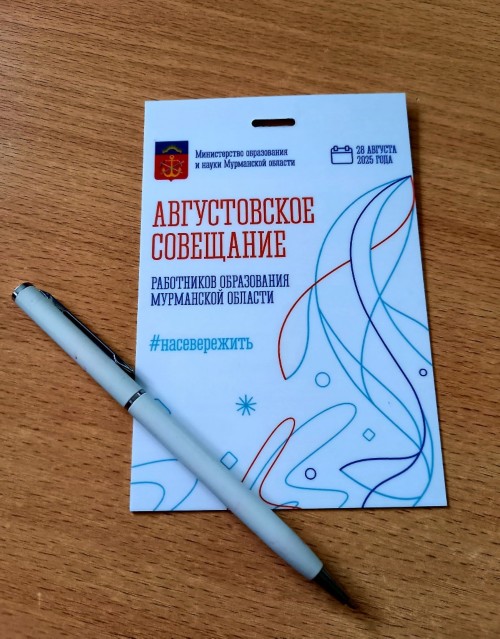 Министерство образования
и науки Мурманской области
28 АВГУСТА
2025 ГОДА
АВГУСТОВСКОЕ
СОВЕЩАНИЕ
РАБОТНИКОВ ОБРАЗОВАНИЯ
МУРМАНСКОЙ ОБЛАСТИ
#насевережить